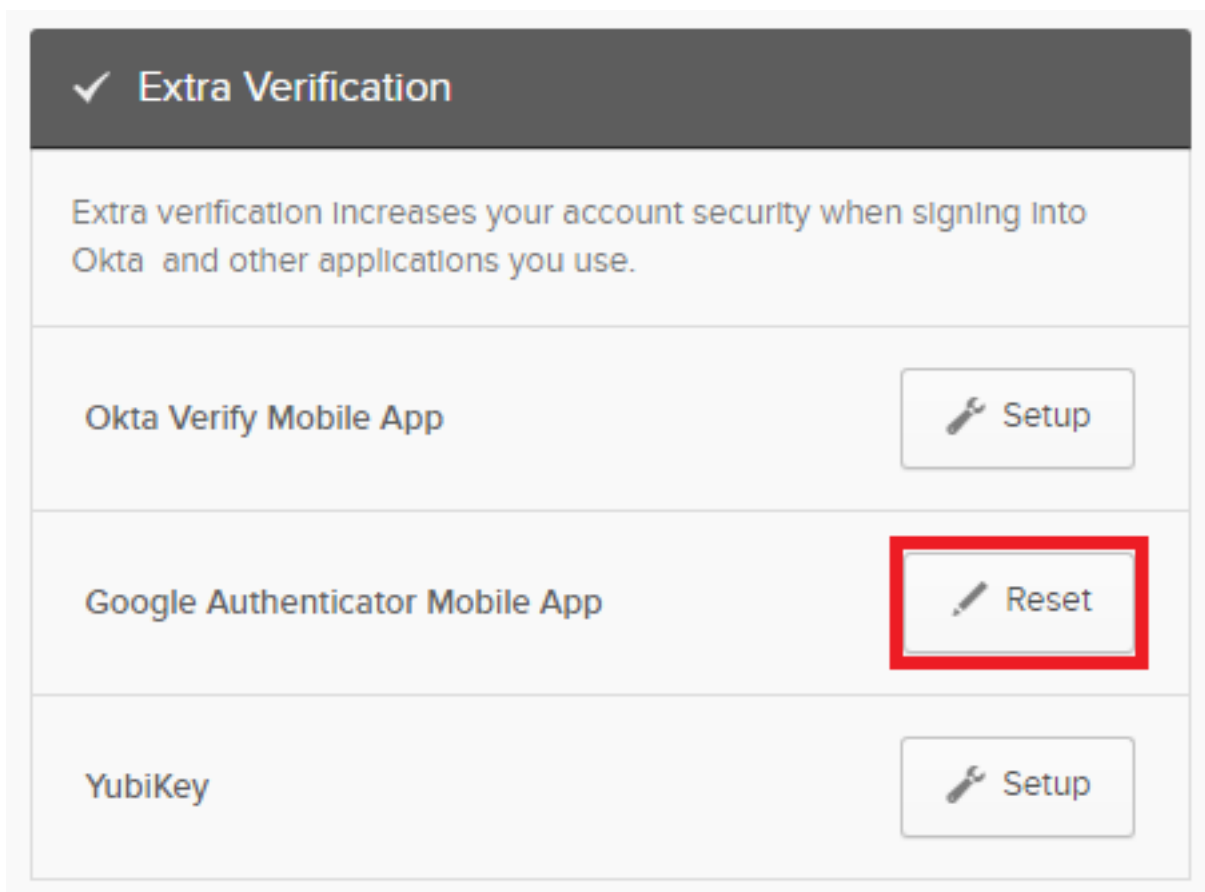 Extra Verification
Extra verification increases your account security when signing into
Okta and other applications you use.
Okta Verify Mobile App
Setup
Google Authenticator Mobile App
Reset
YubiKey
Setup